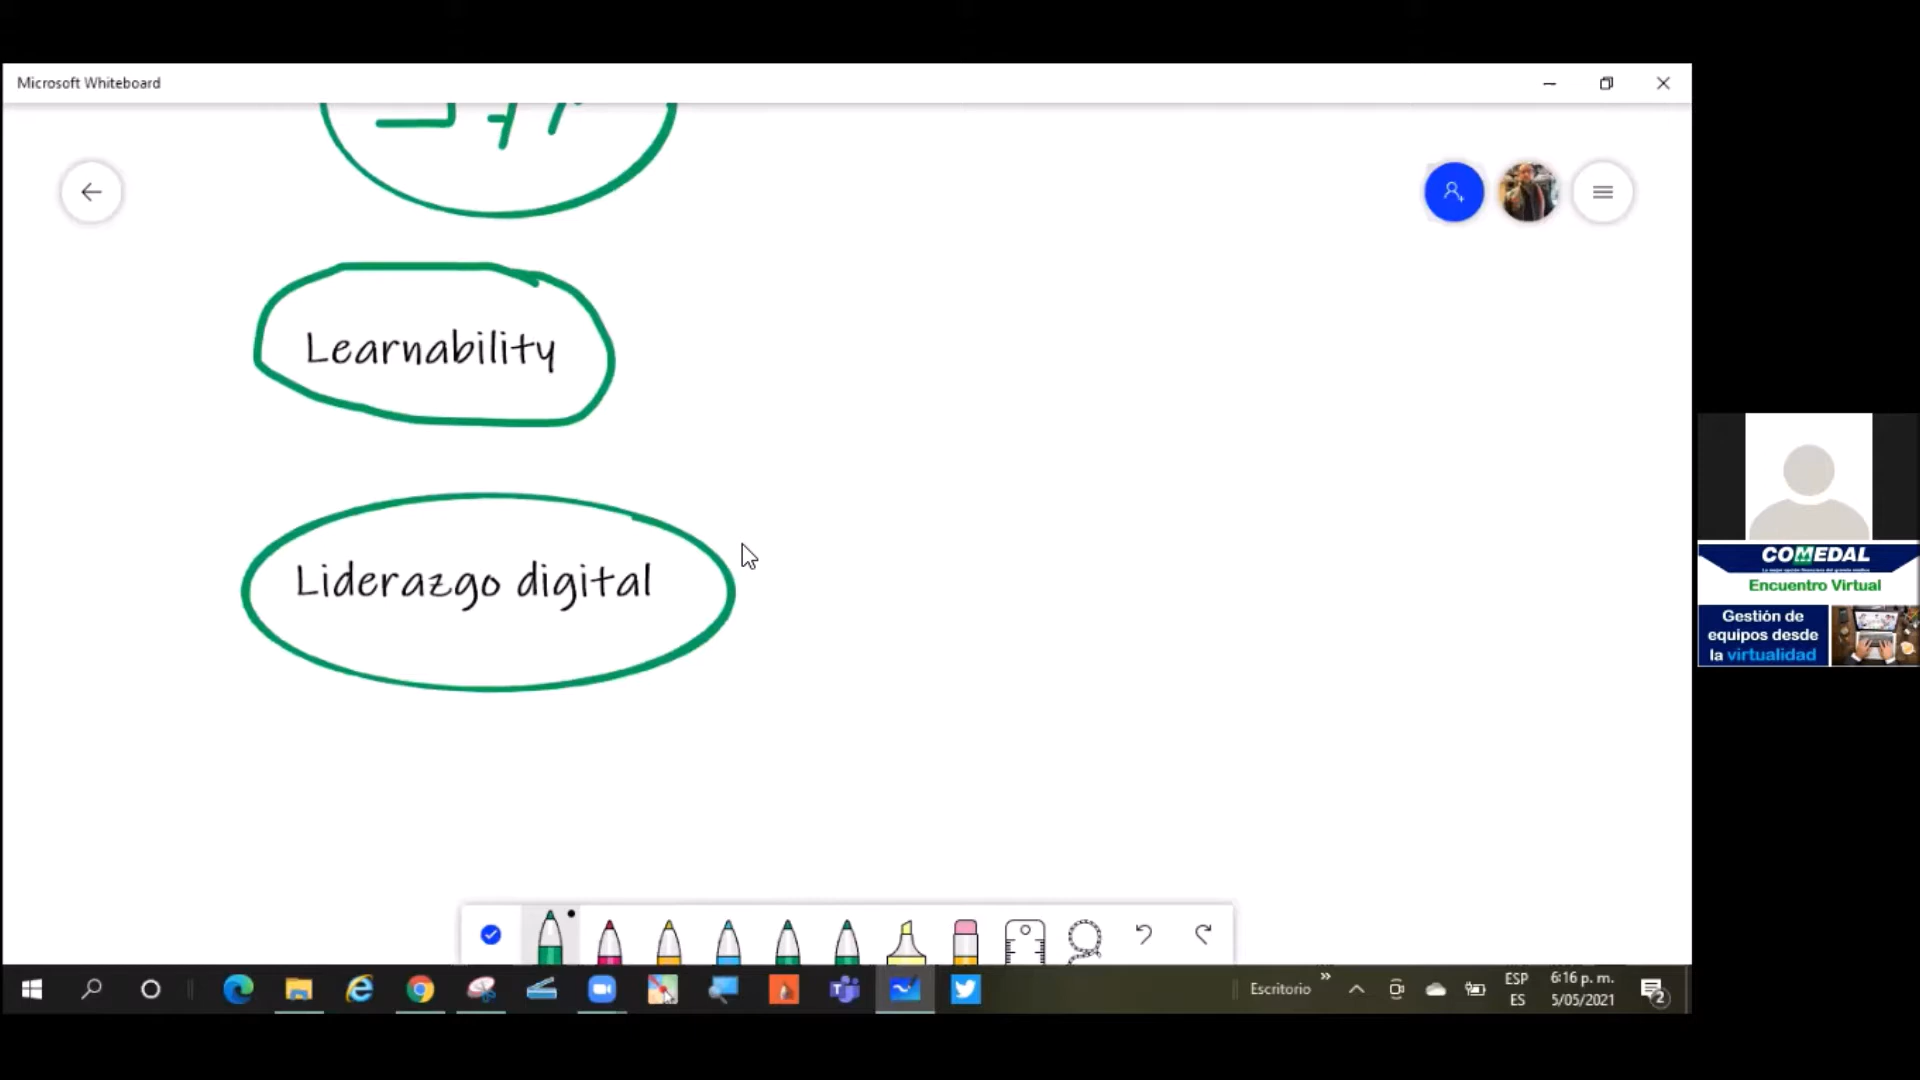 Microsoft Whiteboard
Learnability
Liderazgo digital
COMEDAL
Encuentro Virtual
Gestión de
equipos desde
la virtualidad
Escritorio
ESP
ES
6:16 p. m.
5/05/2021
2